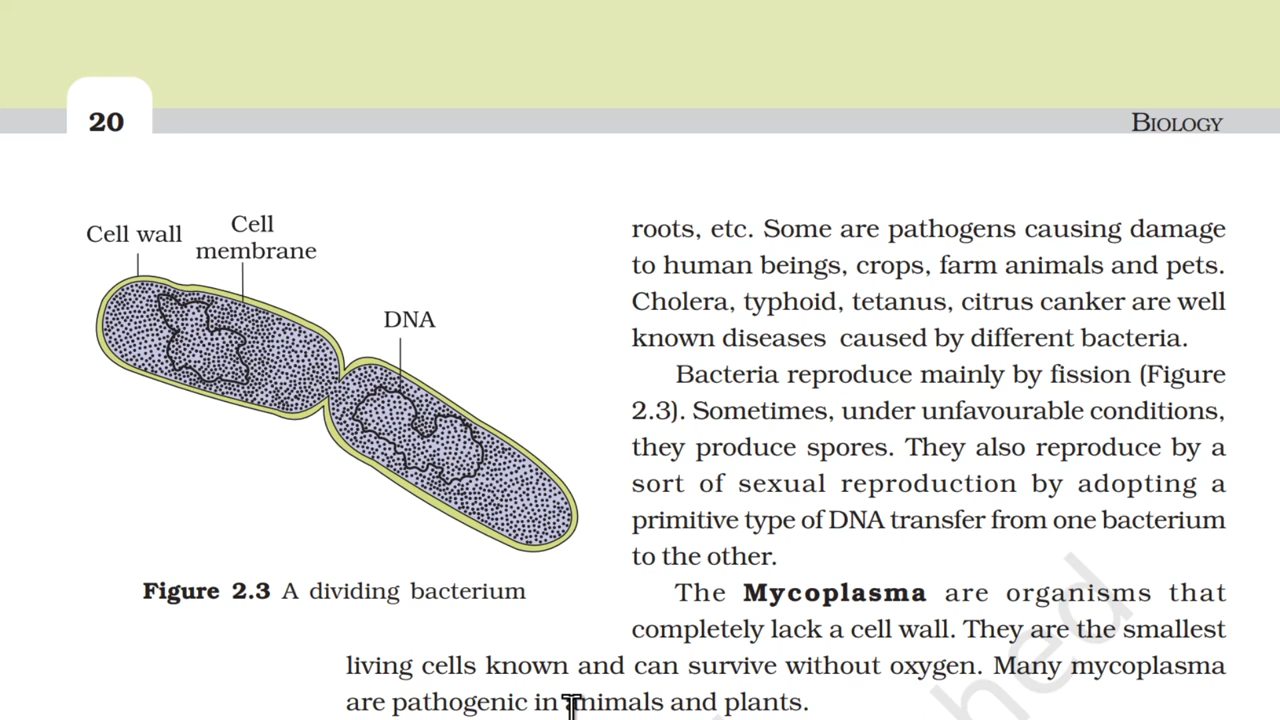 20
BIOLOGY
Cell wall
Cell
membrane
DNA
Figure 2.3 A dividing bacterium
roots, etc. Some are pathogens causing damage
to human beings, crops, farm animals and pets.
Cholera, typhoid, tetanus, citrus canker are well
known diseases caused by different bacteria.
Bacteria reproduce mainly by fission (Figure
2.3). Sometimes, under unfavourable conditions,
they produce spores. They also reproduce by a
sort of sexual reproduction by adopting a
primitive type of DNA transfer from one bacterium
to the other.
The Mycoplasma are organisms that
completely lack a cell wall. They are the smallest
living cells known and can survive without oxygen. Many mycoplasma
are pathogenic in animals and plants.